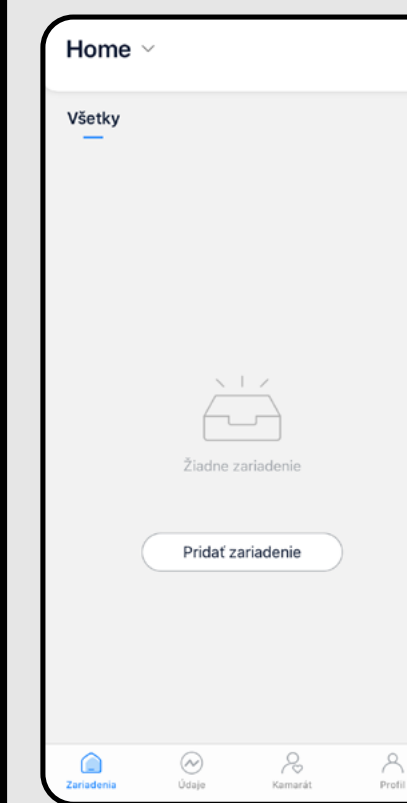 Home
Všetky
Žiadne zariadenie
Pridať zariadenie
Zariadenia
Údaje
Kamarát
Profil